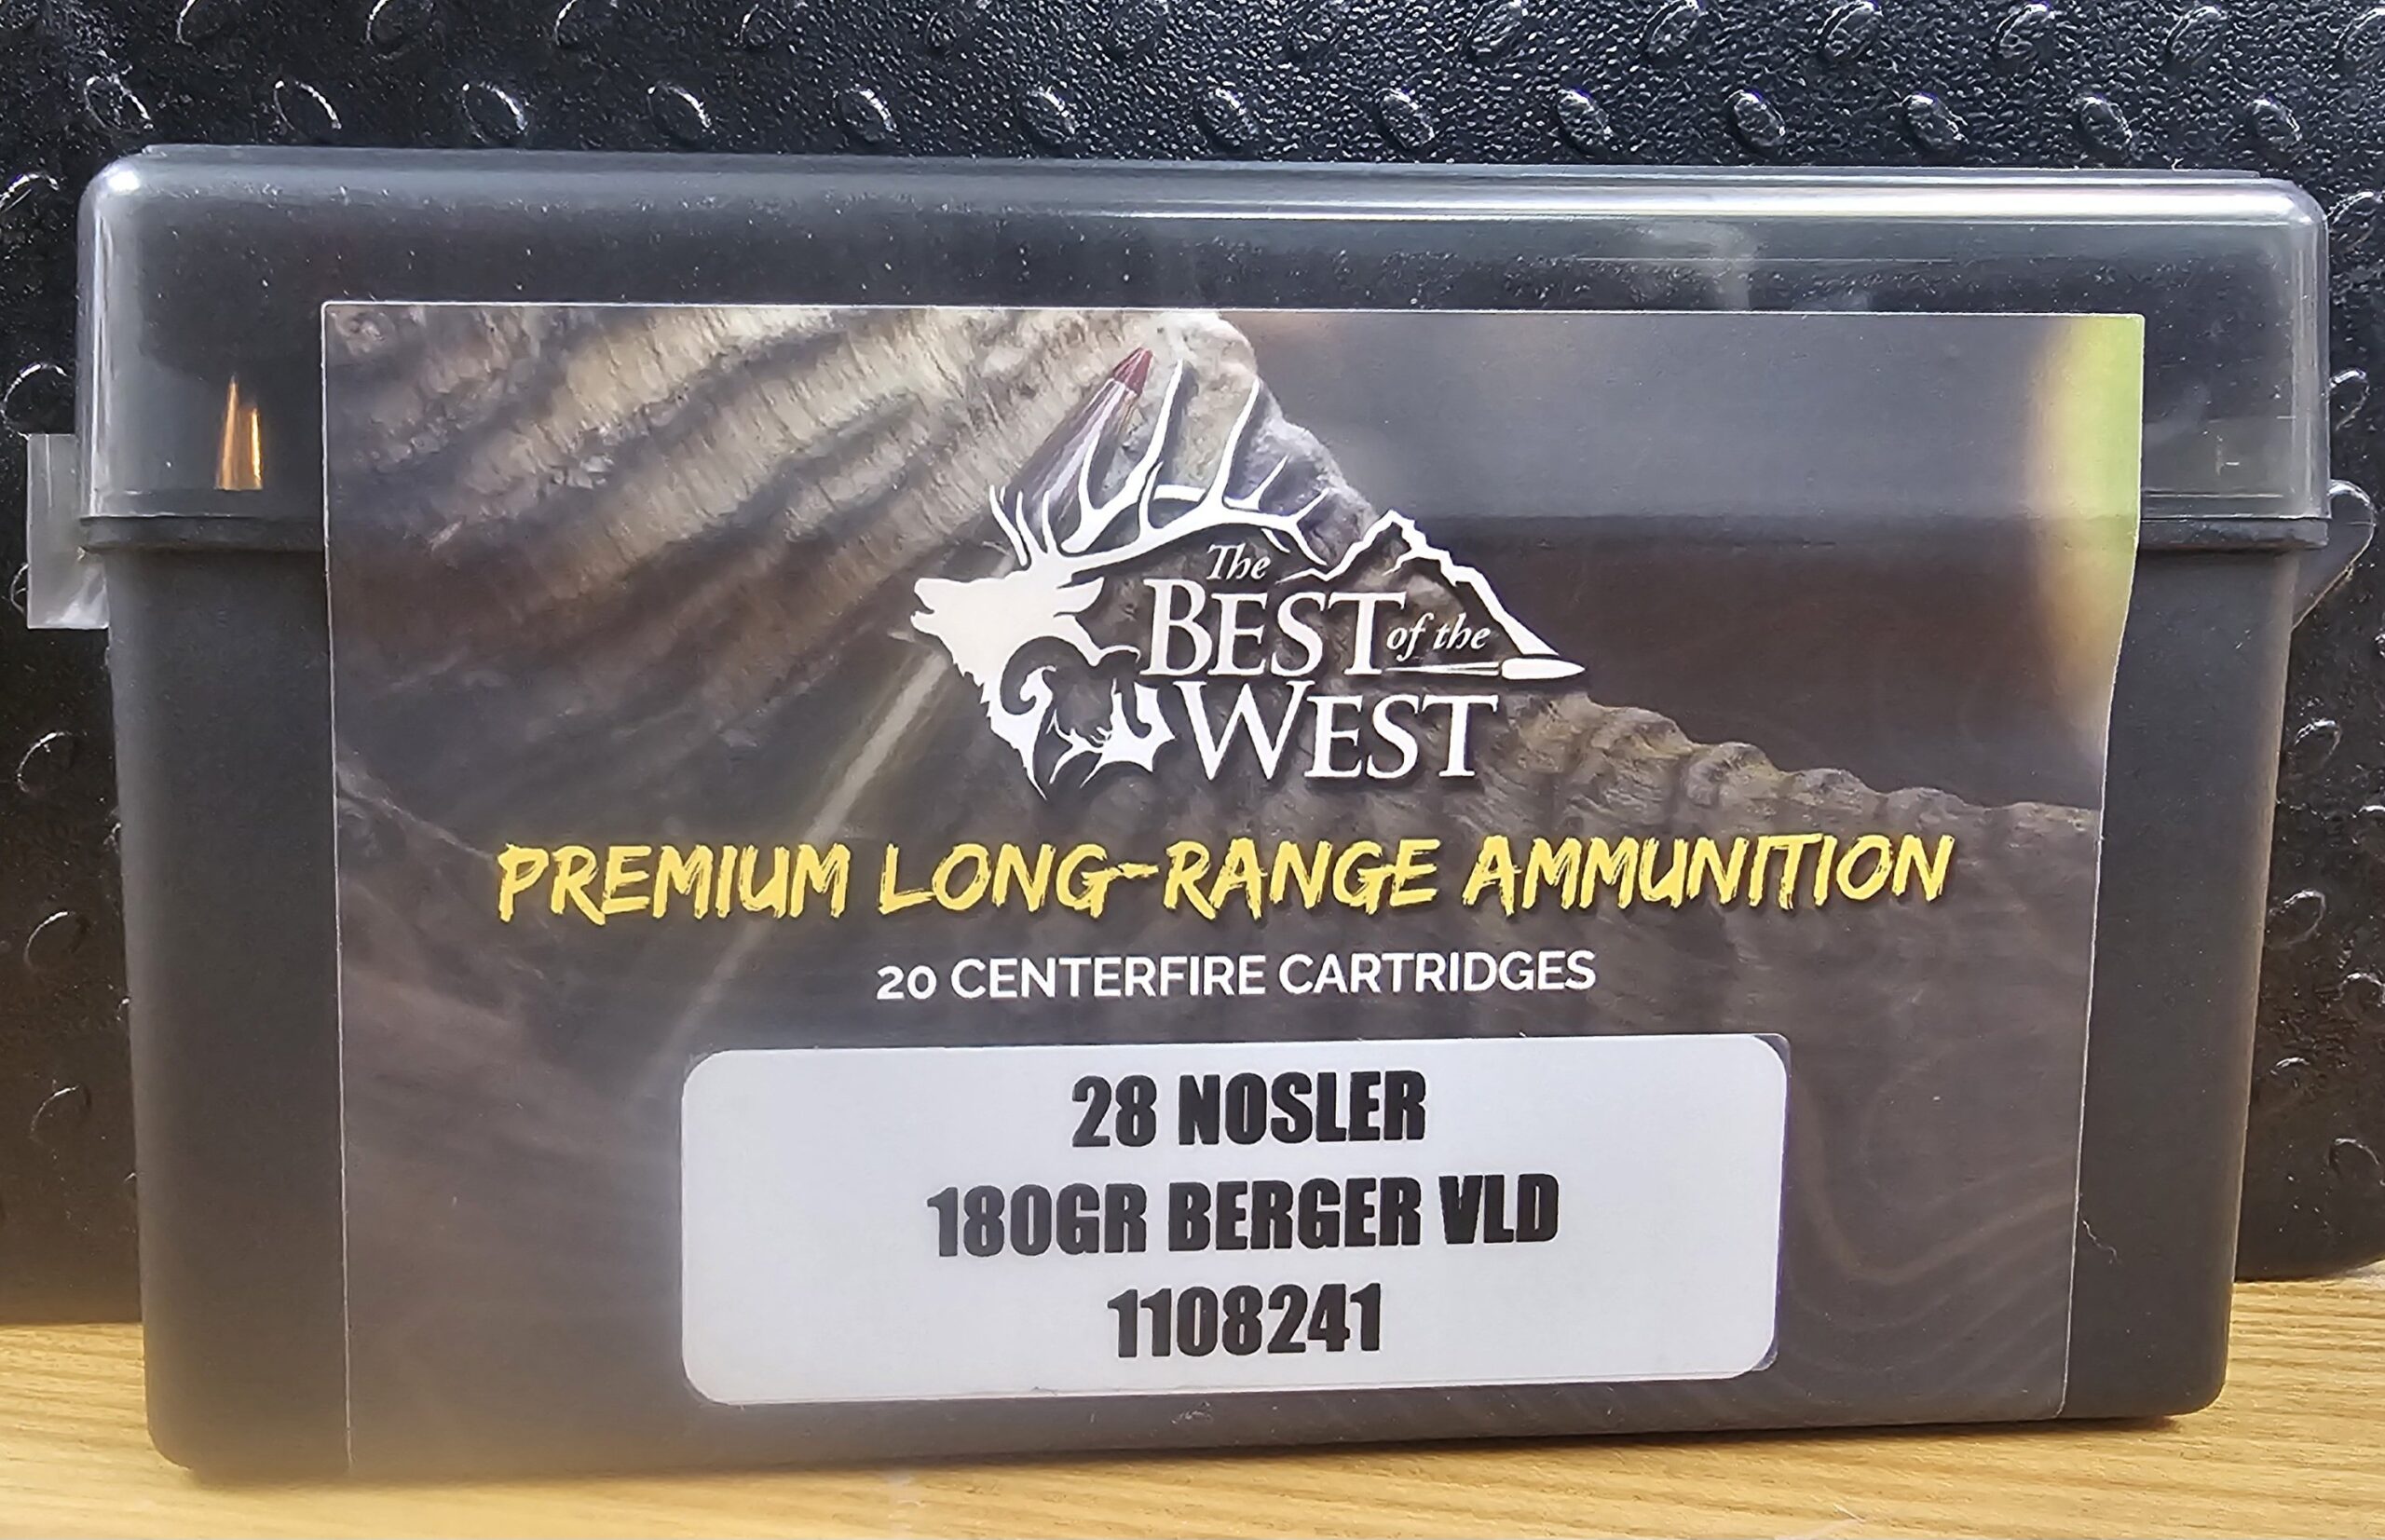 The
BEST of the
WEST
PREMIUM LONG-RANGE AMMUNITION
20 CENTERFIRE CARTRIDGES
28 NOSLER
180GR BERGER VLD
1108241